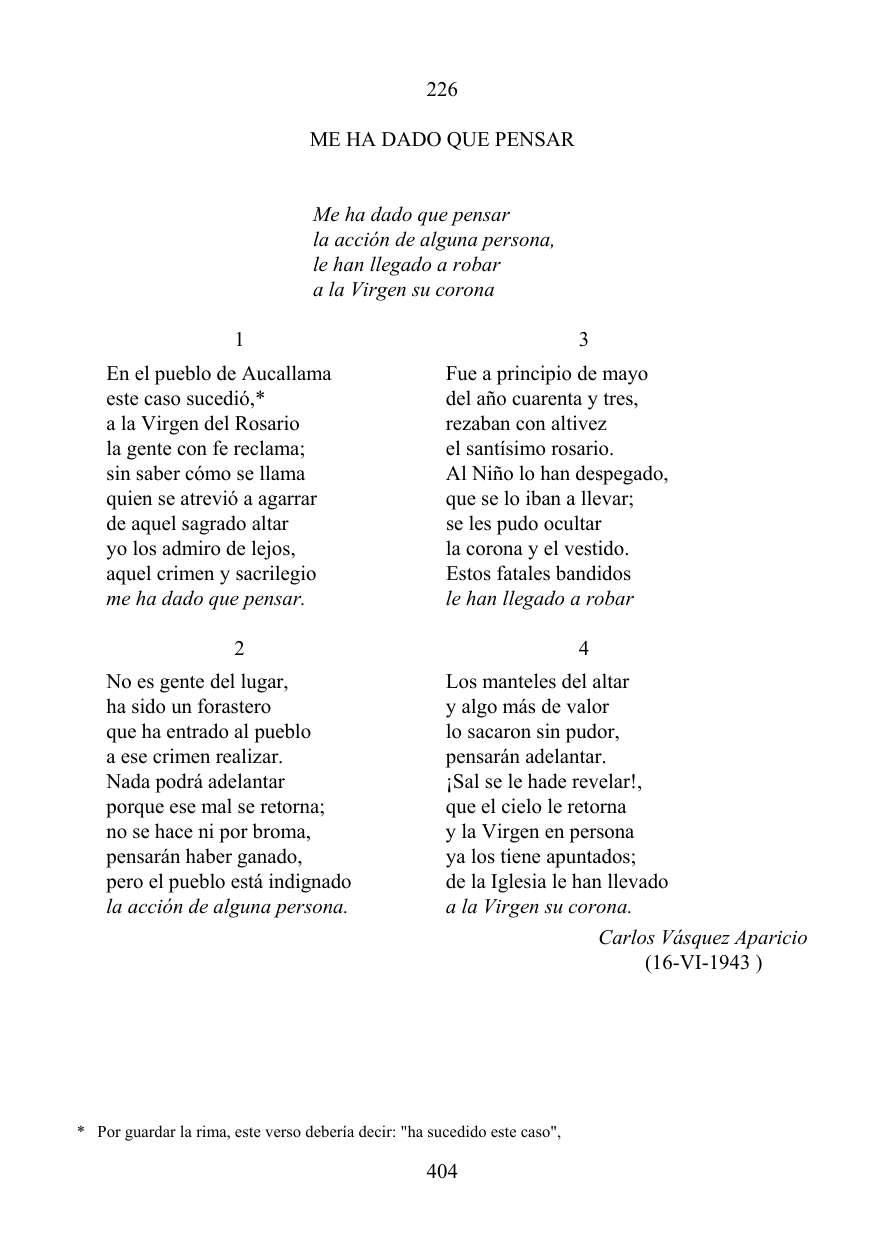 226
ME HA DADO QUE PENSAR
Me ha dado que pensar
la acción de alguna persona,
le han llegado a robar
a la Virgen su corona
1
En el pueblo de Aucallama
este caso sucedió,*
a la Virgen del Rosario
la gente con fe reclama;
sin saber cómo se llama
quien se atrevió a agarrar
de aquel sagrado altar
yo los admiro de lejos,
aquel crimen y sacrilegio
me ha dado que pensar.
2
No es gente del lugar,
ha sido un forastero
que ha entrado al pueblo
a ese crimen realizar.
Nada podrá adelantar
porque ese mal se retorna;
no se hace ni por broma,
pensarán haber ganado,
pero el pueblo está indignado
la acción de alguna persona.
3
Fue a principio de mayo
del año cuarenta y tres,
rezaban con altivez
el santísimo rosario.
Al Niño lo han despegado,
que se lo iban a llevar;
se les pudo ocultar
la corona y el vestido.
Estos fatales bandidos
le han llegado a robar
4
Los manteles del altar
y algo más de valor
lo sacaron sin pudor,
pensarán adelantar.
¡Sal se le hade revelar!,
que el cielo le retorna
y la Virgen en persona
ya los tiene apuntados;
de la Iglesia le han llevado
a la Virgen su corona.
Carlos Vásquez Aparicio
(16-VI-1943 )
* Por guardar la rima, este verso debería decir: "ha sucedido este caso",
404